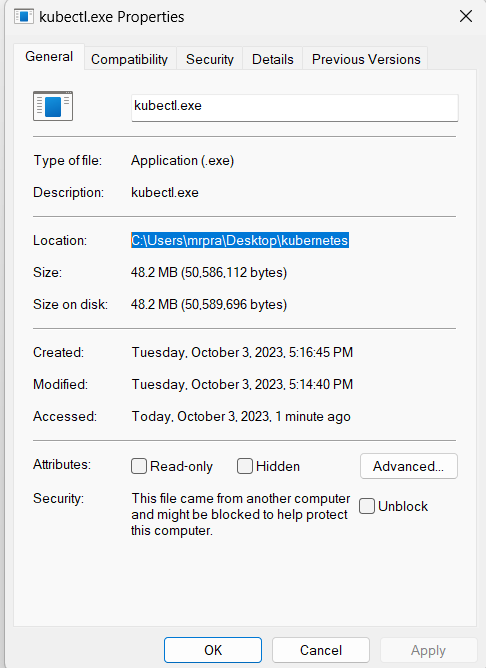 kubectl.exe Properties
General Compatibility Security Details Previous Versions
kubectl.exe
Type of file: Application (.exe)
Description: kubectl.exe
Location: C:\Users\mrpra\Desktop\kubernetes
Size: 48.2 MB (50,586,112 bytes)
Size on disk: 48.2 MB (50,589,696 bytes)
Created: Tuesday, October 3, 2023, 5:16:45 PM
Modified: Tuesday, October 3, 2023, 5:14:40 PM
Accessed: Today, October 3, 2023, 1 minute ago
Attributes: Read-only Hidden Advanced...
Security: This file came from another computer
and might be blocked to help protect
this computer.
Unblock
OK Cancel Apply